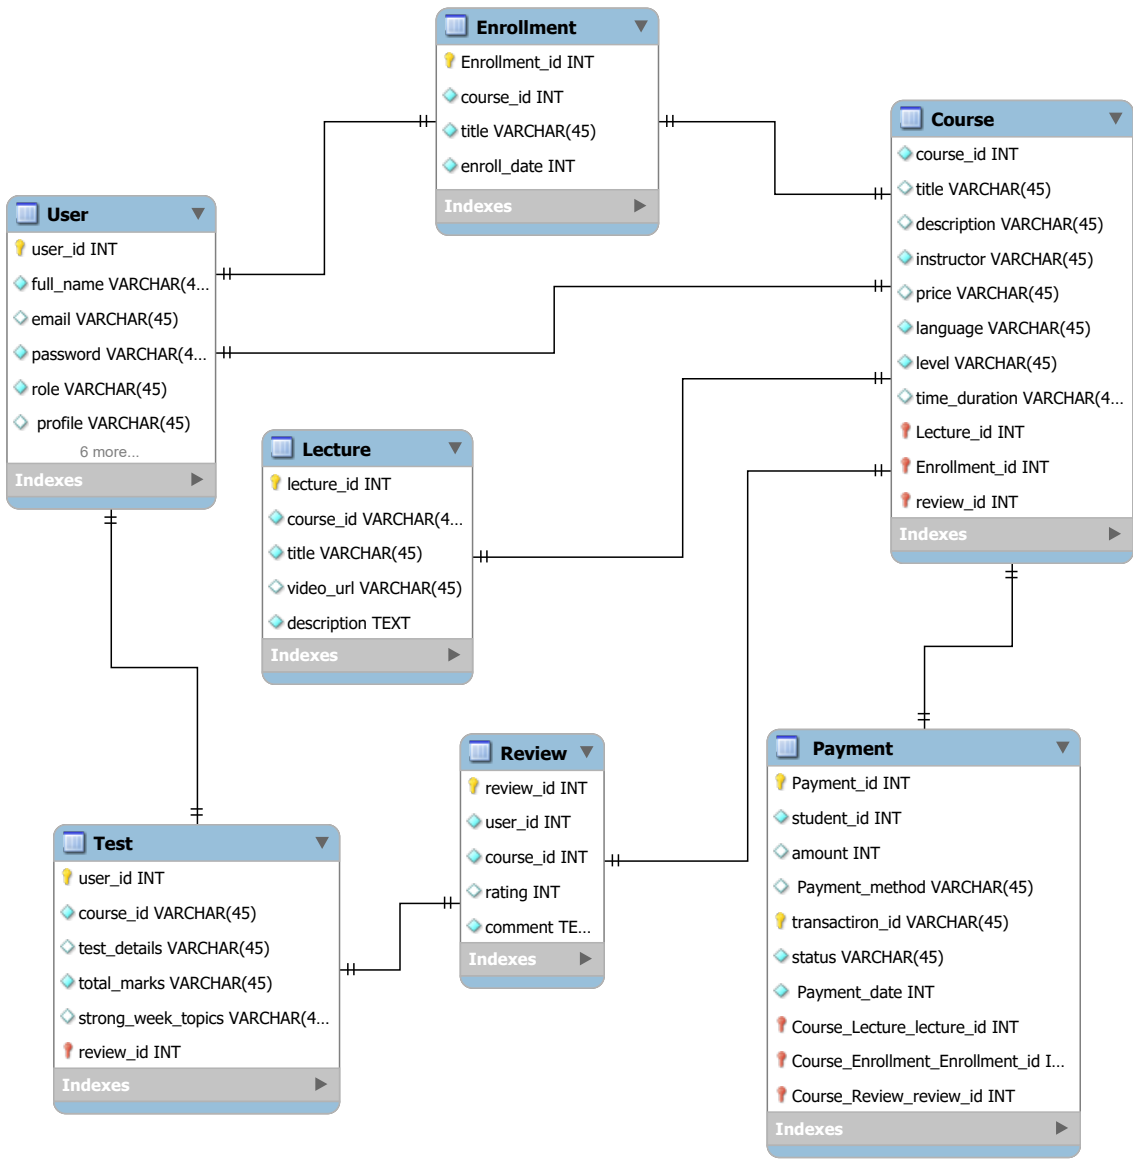 Enrollment
Enrollment_id INT
course_id INT
title VARCHAR(45)
enroll_date INT
Indexes
Course
course_id INT
title VARCHAR(45)
description VARCHAR(45)
instructor VARCHAR(45)
price VARCHAR(45)
language VARCHAR(45)
level VARCHAR(45)
time_duration VARCHAR(4...
Lecture_id INT
Enrollment_id INT
review_id INT
Indexes
User
user_id INT
full_name VARCHAR(4...
email VARCHAR(45)
password VARCHAR(4...
role VARCHAR(45)
profile VARCHAR(45)
6 more...
Indexes
Lecture
lecture_id INT
course_id VARCHAR(4...
title VARCHAR(45)
video_url VARCHAR(45)
description TEXT
Indexes
Review
review_id INT
user_id INT
course_id INT
rating INT
comment TE...
Indexes
Payment
Payment_id INT
student_id INT
amount INT
Payment_method VARCHAR(45)
transactiron_id VARCHAR(45)
status VARCHAR(45)
Payment_date INT
Course_Lecture_lecture_id INT
Course_Enrollment_Enrollment_id I...
Course_Review_review_id INT
Indexes
Test
user_id INT
course_id VARCHAR(45)
test_details VARCHAR(45)
total_marks VARCHAR(45)
strong_week_topics VARCHAR(4...
review_id INT
Indexes